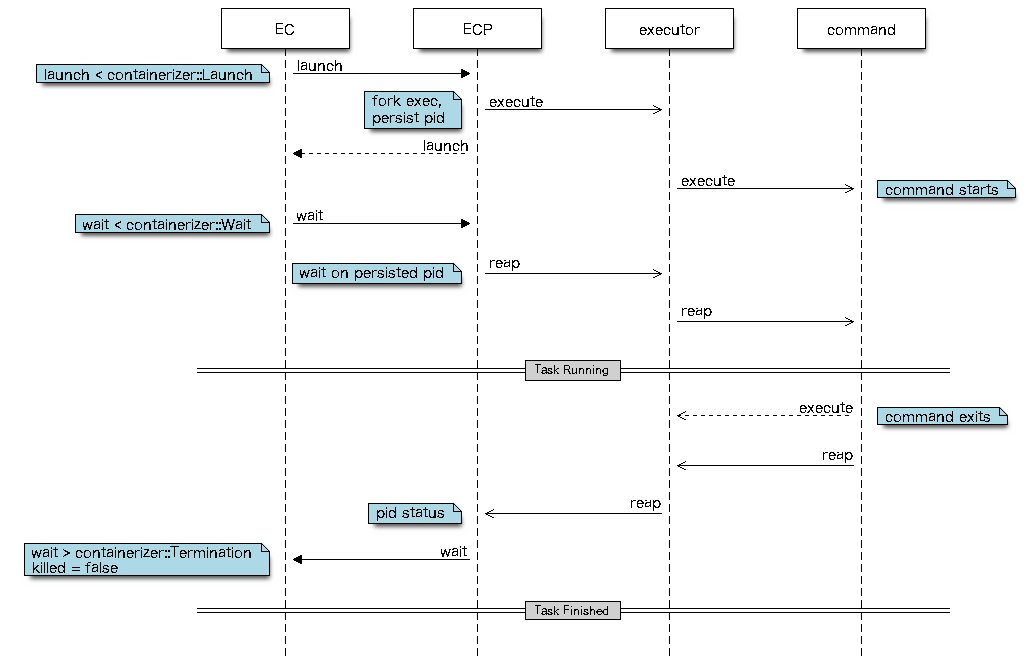 EC
ECP
executor
command
launch < containerizer::Launch
launch
fork exec,
persist pid
execute
launch
execute
command starts
wait < containerizer::Wait
wait
wait on persisted pid
reap
reap
Task Running
execute
command exits
reap
reap
pid status
wait > containerizer::Termination
killed = false
wait
Task Finished